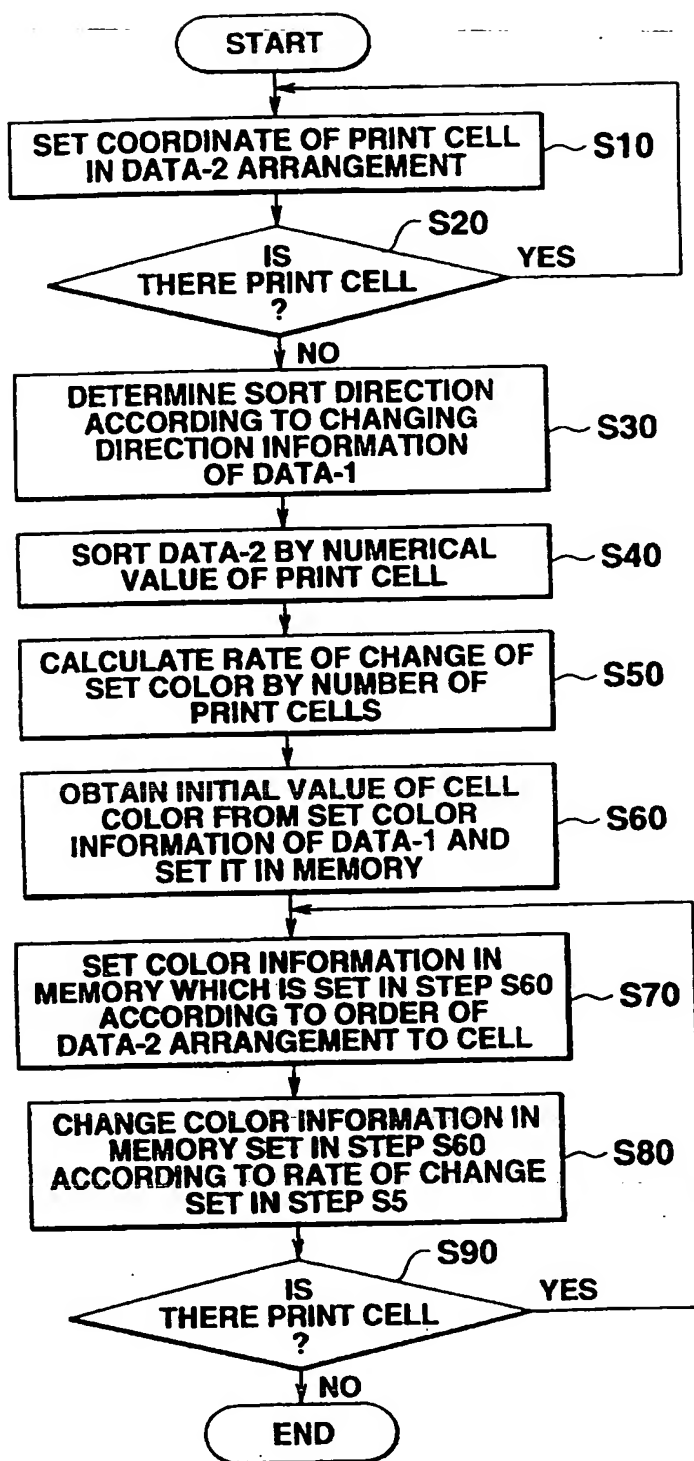 START
SET COORDINATE OF PRINT CELL
IN DATA-2 ARRANGEMENT
S10
S20
IS
THERE PRINT CELL
?
YES
NO
DETERMINE SORT DIRECTION
ACCORDING TO CHANGING
DIRECTION INFORMATION
OF DATA-1
S30
SORT DATA-2 BY NUMERICAL
VALUE OF PRINT CELL
S40
CALCULATE RATE OF CHANGE OF
SET COLOR BY NUMBER OF
PRINT CELLS
S50
OBTAIN INITIAL VALUE OF CELL
COLOR FROM SET COLOR
INFORMATION OF DATA-1 AND
SET IT IN MEMORY
S60
SET COLOR INFORMATION IN
MEMORY WHICH IS SET IN STEP S60
ACCORDING TO ORDER OF
DATA-2 ARRANGEMENT TO CELL
S70
CHANGE COLOR INFORMATION IN
MEMORY SET IN STEP S60
ACCORDING TO RATE OF CHANGE
SET IN STEP S5
S80
S90
IS
THERE PRINT CELL
?
YES
NO
END